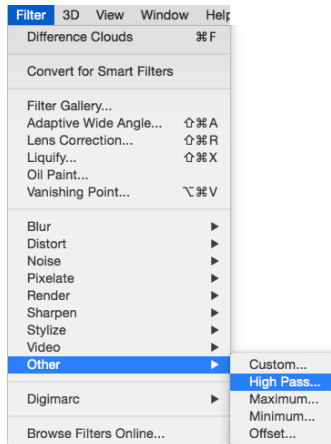 Filter 3D View Window Help
Difference Clouds ⌘F
Convert for Smart Filters
Filter Gallery...
Adaptive Wide Angle... ⇧⌘A
Lens Correction... ⇧⌘R
Liquify... ⇧⌘X
Oil Paint...
Vanishing Point... ⌥⌘V
Blur ▶
Distort ▶
Noise ▶
Pixelate ▶
Render ▶
Sharpen ▶
Stylize ▶
Video ▶
Other ▶
Custom...
High Pass...
Maximum...
Minimum...
Offset...
Digimarc ▶
Browse Filters Online...